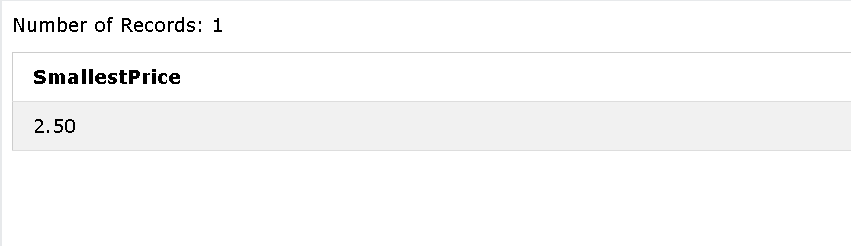 Number of Records: 1
SmallestPrice
2.50